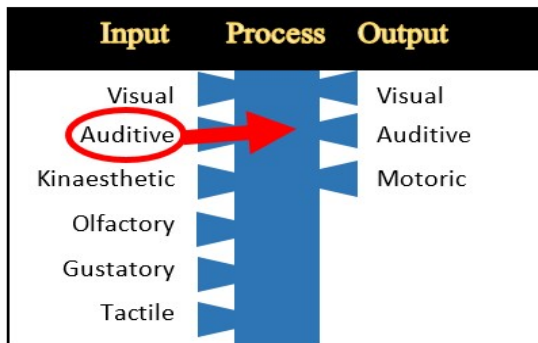 Input Process Output
Visual Visual
Auditive Auditive
Kinaesthetic Motoric
Olfactory
Gustatory
Tactile